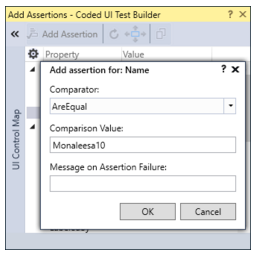 Add Assertions - Coded UI Test Builder ? ×
Add Assertion
Property Value
UI Control Map
Add assertion for: Name ? ×
Comparator:
AreEqual
Comparison Value:
Monaleesa10
Message on Assertion Failure:
OK Cancel